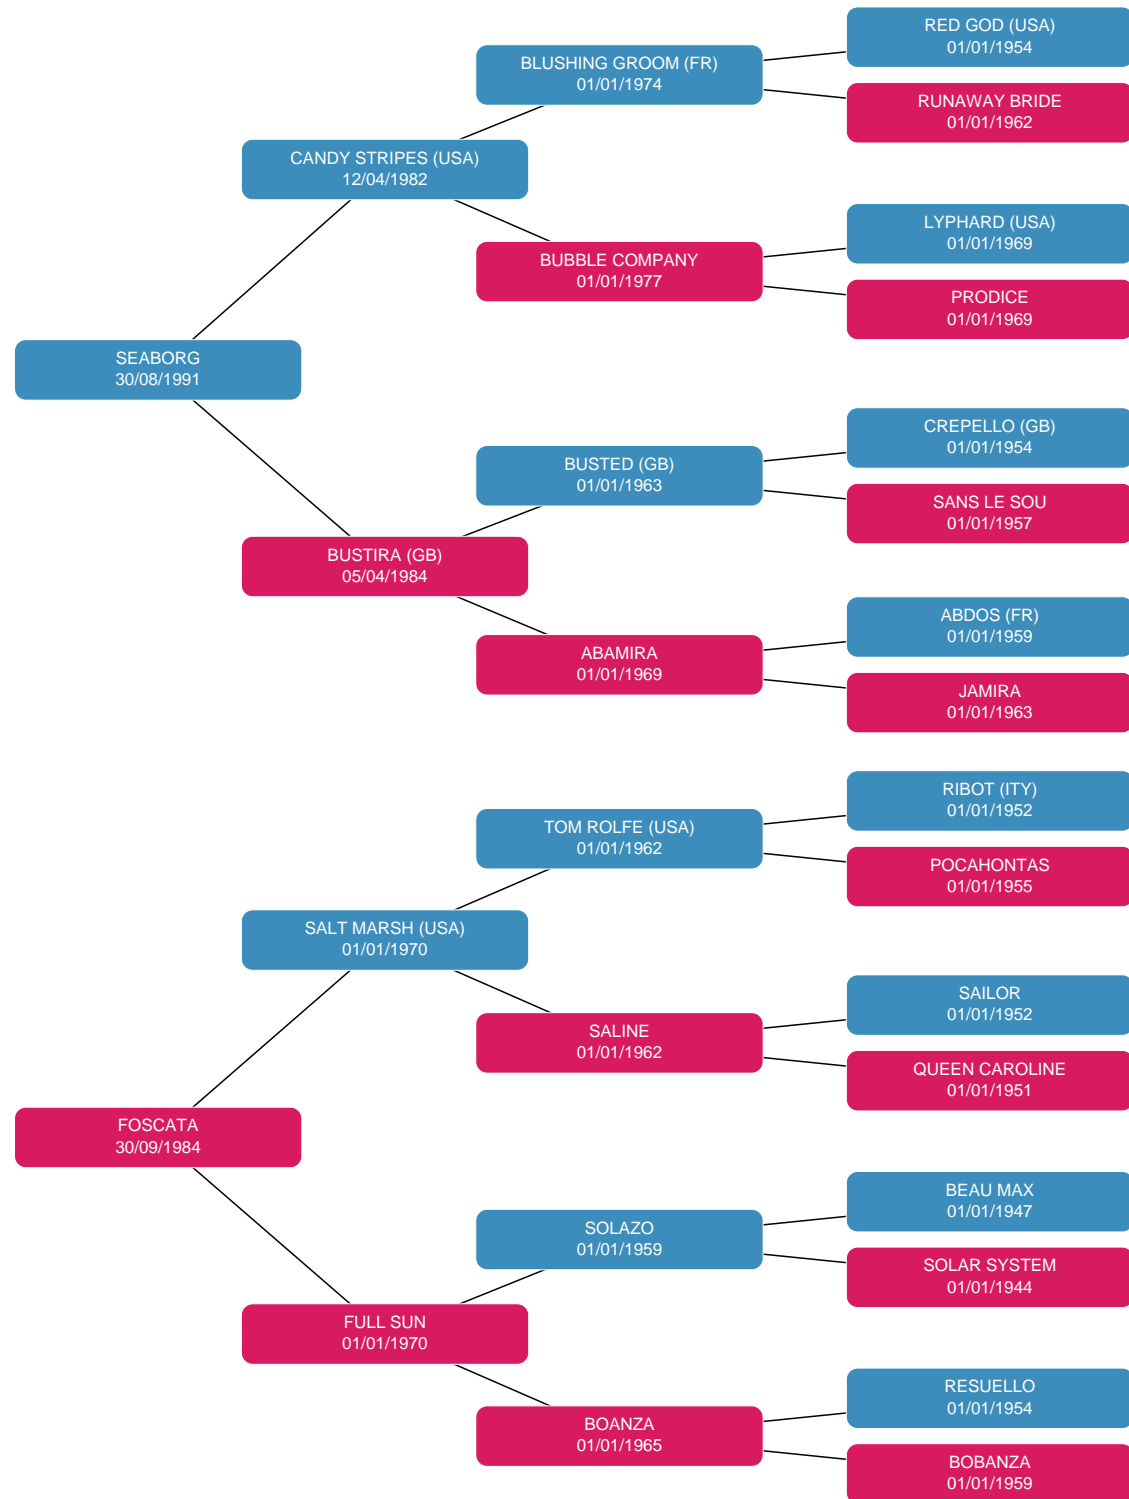 RED GOD (USA)
01/01/1954
BLUSHING GROOM (FR)
01/01/1974
RUNAWAY BRIDE
01/01/1962
CANDY STRIPES (USA)
12/04/1982
LYPHARD (USA)
01/01/1969
BUBBLE COMPANY
01/01/1977
PRODICE
01/01/1969
SEABORG
30/08/1991
CREPELLO (GB)
01/01/1954
BUSTED (GB)
01/01/1963
SANS LE SOU
01/01/1957
BUSTIRA (GB)
05/04/1984
ABDOS (FR)
01/01/1959
ABAMIRA
01/01/1969
JAMIRA
01/01/1963
RIBOT (ITY)
01/01/1952
TOM ROLFE (USA)
01/01/1962
POCAHONTAS
01/01/1955
SALT MARSH (USA)
01/01/1970
SAILOR
01/01/1952
SALINE
01/01/1962
QUEEN CAROLINE
01/01/1951
FOSCATA
30/09/1984
BEAU MAX
01/01/1947
SOLAZO
01/01/1959
SOLAR SYSTEM
01/01/1944
FULL SUN
01/01/1970
RESUELLO
01/01/1954
BOANZA
01/01/1965
BOBANZA
01/01/1959